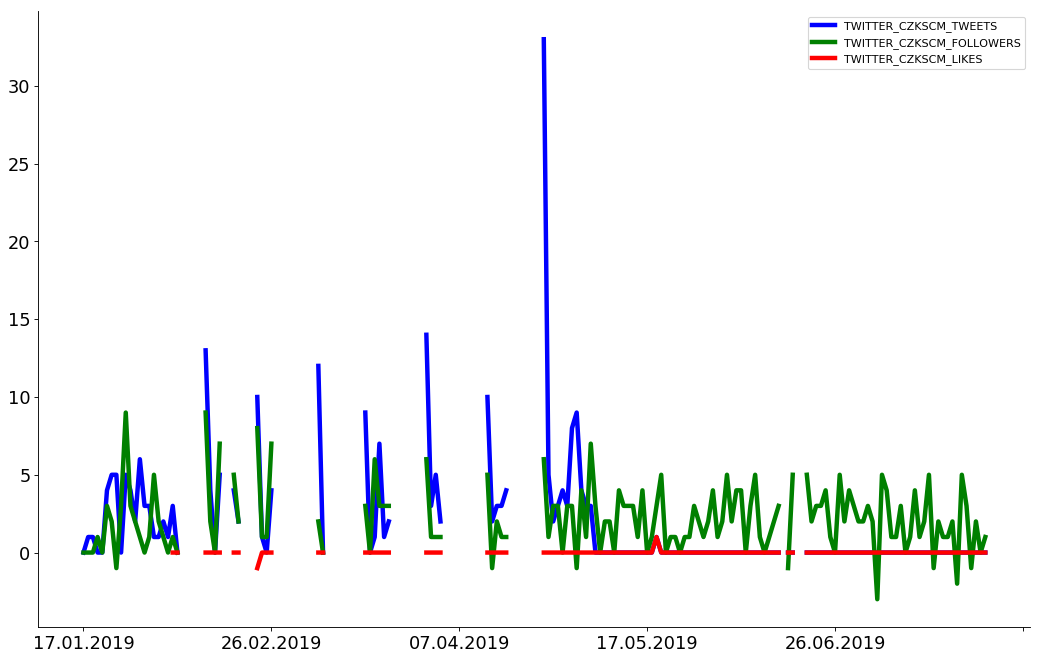 TWITTER_CZKSCM_TWEETS
TWITTER_CZKSCM_FOLLOWERS
TWITTER_CZKSCM_LIKES
30
25
20
15
10
5
0
17.01.2019 26.02.2019 07.04.2019 17.05.2019 26.06.2019